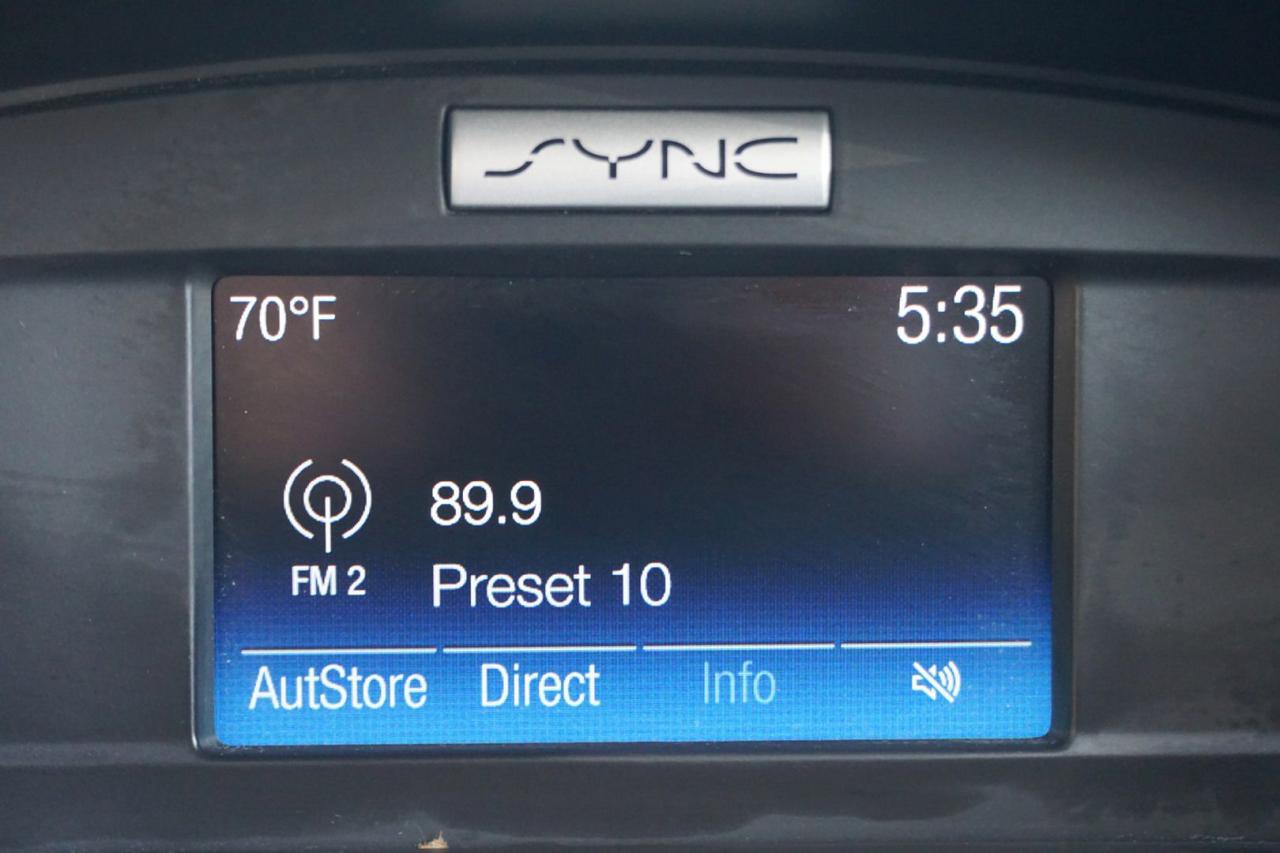 SYNC
70°F 5:35
89.9
FM 2 Preset 10
AutStore Direct Info